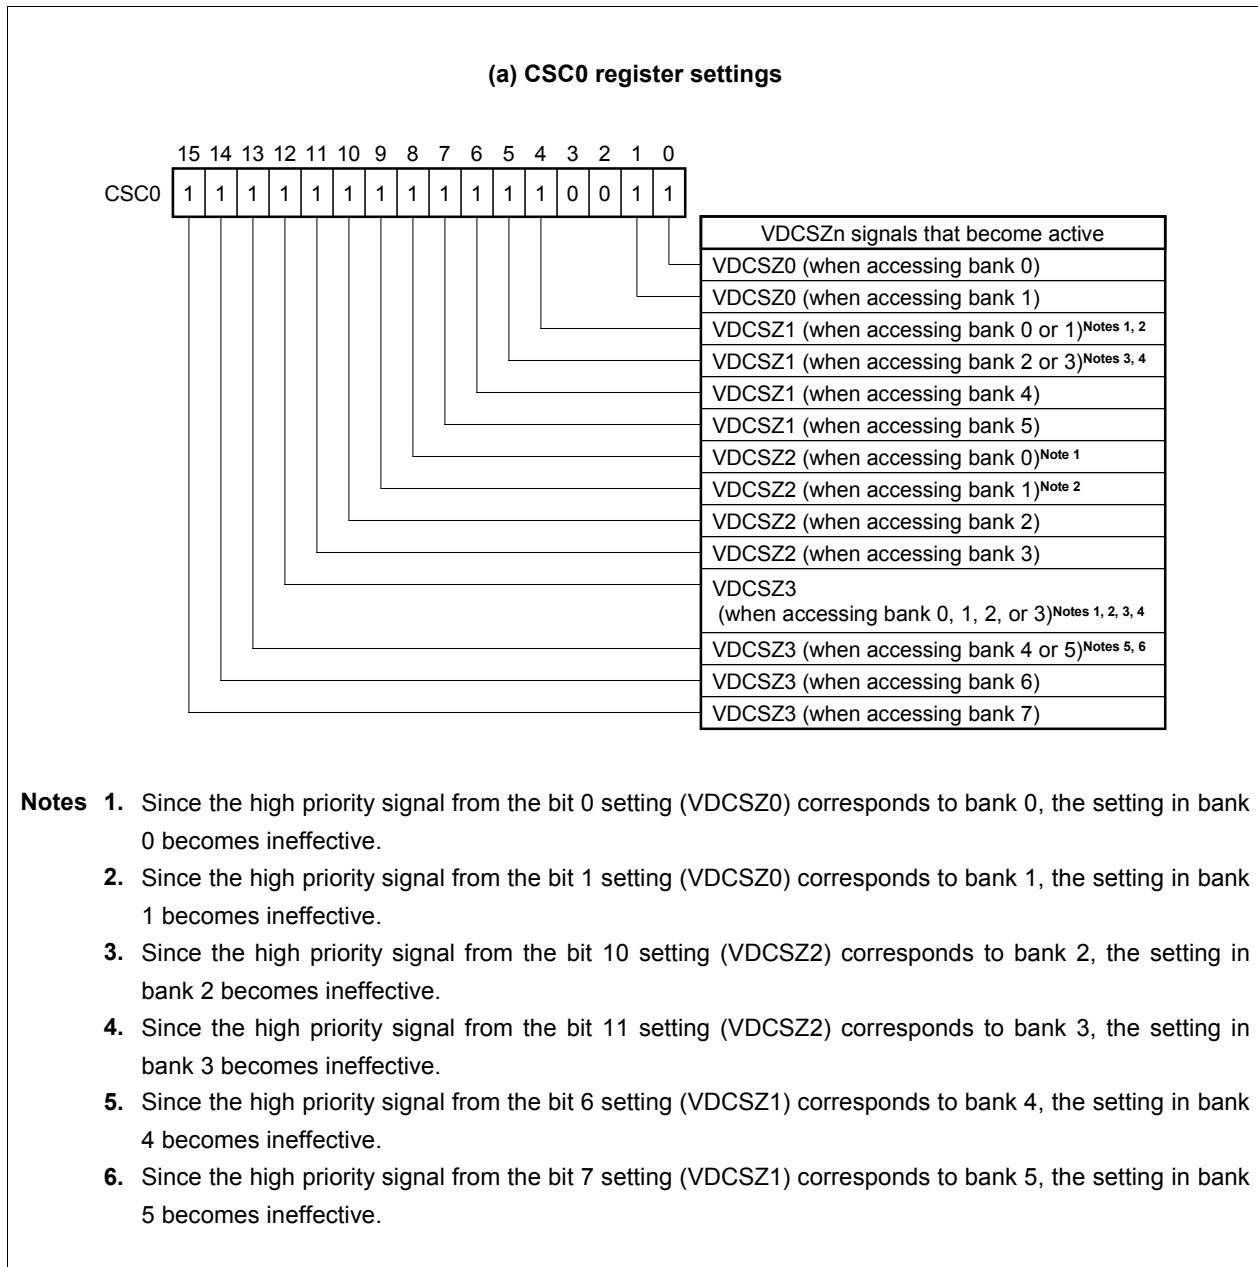 (a) CSC0 register settings
15 14 13 12 11 10 9 8 7 6 5 4 3 2 1 0
CSC0 1 1 1 1 1 1 1 1 1 1 1 1 0 0 1 1
VDCSZn signals that become active
VDCSZ0 (when accessing bank 0)
VDCSZ0 (when accessing bank 1)
VDCSZ1 (when accessing bank 0 or 1)Notes 1, 2
VDCSZ1 (when accessing bank 2 or 3)Notes 3, 4
VDCSZ1 (when accessing bank 4)
VDCSZ1 (when accessing bank 5)
VDCSZ2 (when accessing bank 0)Note 1
VDCSZ2 (when accessing bank 1)Note 2
VDCSZ2 (when accessing bank 2)
VDCSZ2 (when accessing bank 3)
VDCSZ3
(when accessing bank 0, 1, 2, or 3)Notes 1, 2, 3, 4
VDCSZ3 (when accessing bank 4 or 5)Notes 5, 6
VDCSZ3 (when accessing bank 6)
VDCSZ3 (when accessing bank 7)
Notes 1. Since the high priority signal from the bit 0 setting (VDCSZ0) corresponds to bank 0, the setting in bank
0 becomes ineffective.
2. Since the high priority signal from the bit 1 setting (VDCSZ0) corresponds to bank 1, the setting in bank
1 becomes ineffective.
3. Since the high priority signal from the bit 10 setting (VDCSZ2) corresponds to bank 2, the setting in
bank 2 becomes ineffective.
4. Since the high priority signal from the bit 11 setting (VDCSZ2) corresponds to bank 3, the setting in
bank 3 becomes ineffective.
5. Since the high priority signal from the bit 6 setting (VDCSZ1) corresponds to bank 4, the setting in bank
4 becomes ineffective.
6. Since the high priority signal from the bit 7 setting (VDCSZ1) corresponds to bank 5, the setting in bank
5 becomes ineffective.